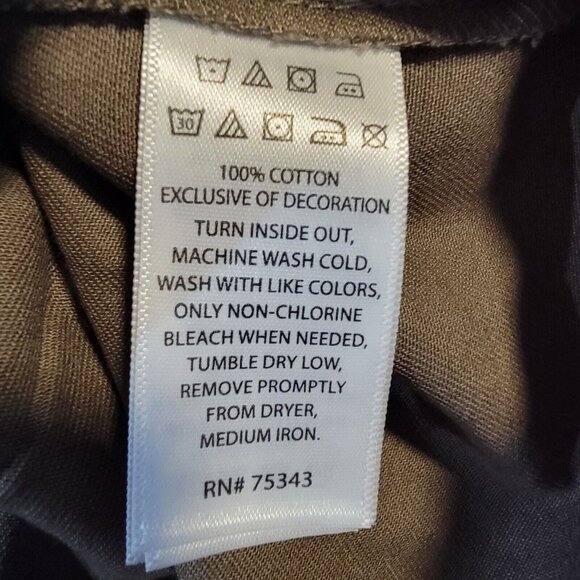 30
100% COTTON
EXCLUSIVE OF DECORATION
TURN INSIDE OUT,
MACHINE WASH COLD,
WASH WITH LIKE COLORS,
ONLY NON-CHLORINE
BLEACH WHEN NEEDED,
TUMBLE DRY LOW,
REMOVE PROMPTLY
FROM DRYER,
MEDIUM IRON.
RN# 75343